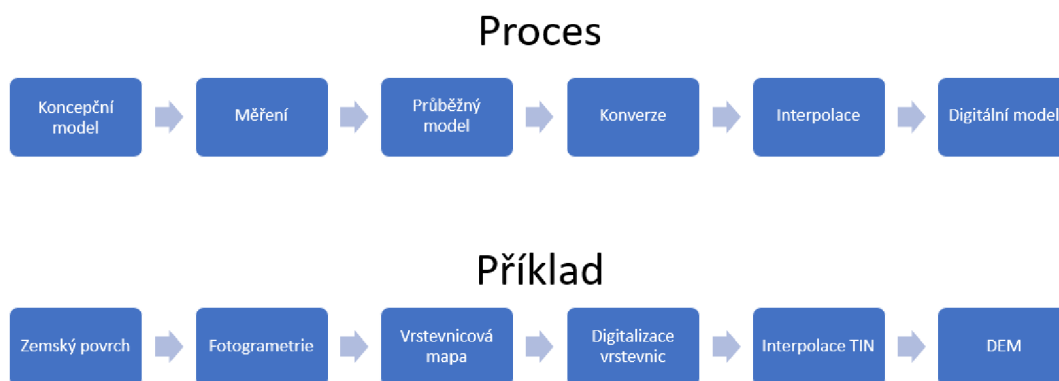 Proces
Koncepční
model
Měření
Průběžný
model
Konverze
Interpolace
Digitální model
Příklad
Zemský povrch
Fotogrametrie
Vrstevnicová
mapa
Digitalizace
vrstevnic
Interpolace TIN
DEM